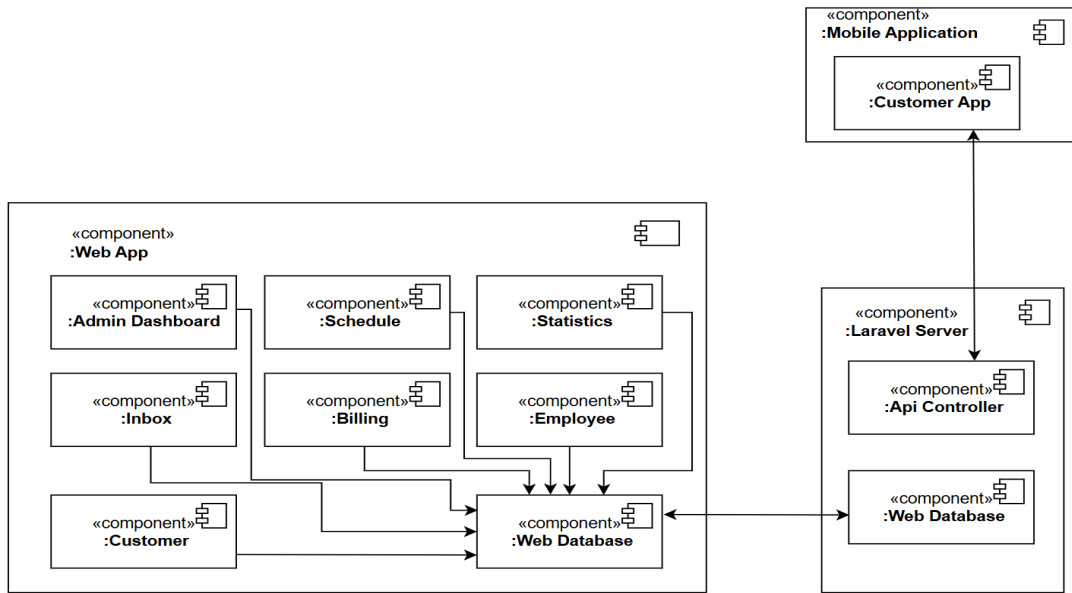 «component»
:Mobile Application
«component»
:Customer App
«component»
:Web App
«component»
:Admin Dashboard
«component»
:Schedule
«component»
:Statistics
«component»
:Inbox
«component»
:Billing
«component»
:Employee
«component»
:Customer
«component»
:Web Database
«component»
:Laravel Server
«component»
:Api Controller
«component»
:Web Database